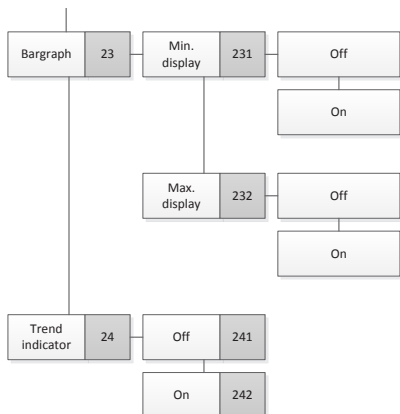 Bargraph 23 Min. display 231 Off
On
Max. display 232 Off
On
Trend indicator 24 Off 241
On 242